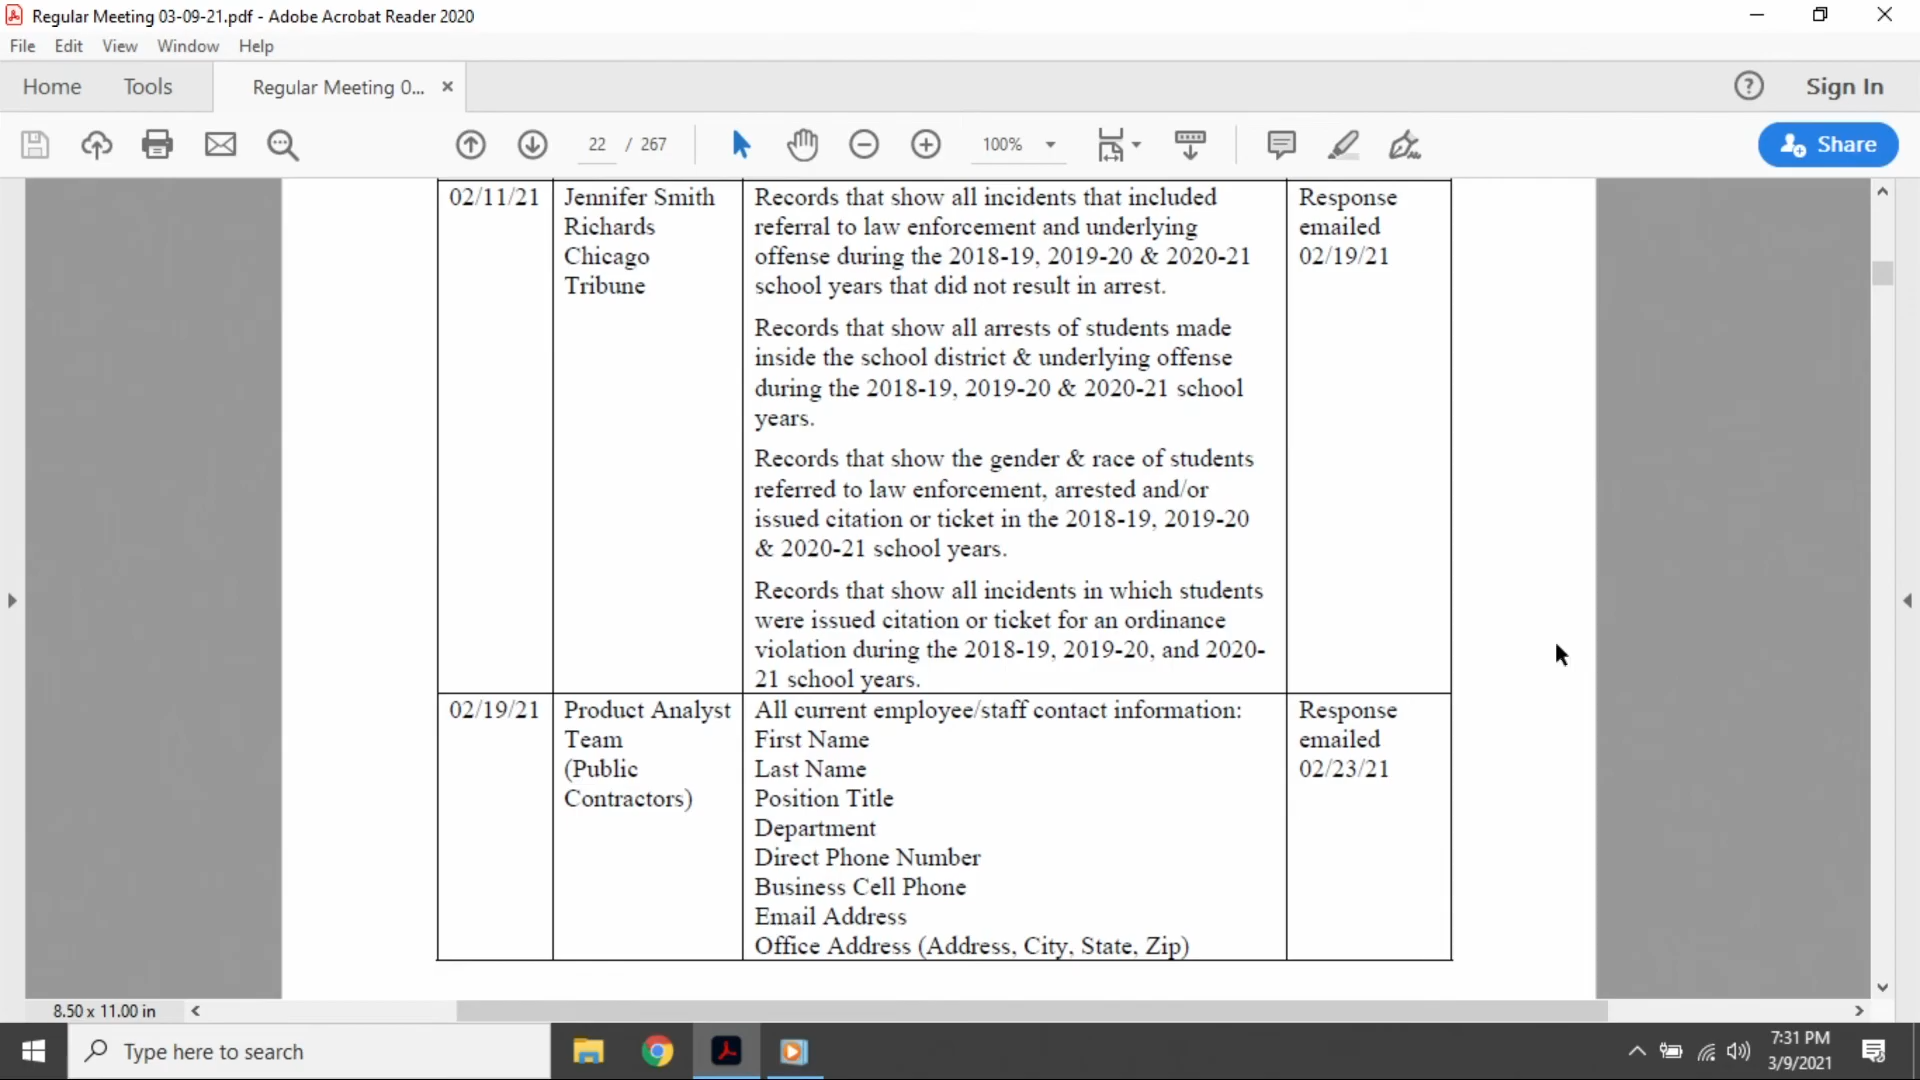 Regular Meeting 03-09-21.pdf - Adobe Acrobat Reader 2020
File Edit View Window Help
Home Tools Regular Meeting 0... × ? Sign In
22 / 267 100% Share
02/11/21
Jennifer Smith
Richards
Chicago
Tribune
Records that show all incidents that included
referral to law enforcement and underlying
offense during the 2018-19, 2019-20 & 2020-21
school years that did not result in arrest.
Records that show all arrests of students made
inside the school district & underlying offense
during the 2018-19, 2019-20 & 2020-21 school
years.
Records that show the gender & race of students
referred to law enforcement, arrested and/or
issued citation or ticket in the 2018-19, 2019-20
& 2020-21 school years.
Records that show all incidents in which students
were issued citation or ticket for an ordinance
violation during the 2018-19, 2019-20, and 2020-
21 school years.
Response
emailed
02/19/21
02/19/21
Product Analyst
Team
(Public
Contractors)
All current employee/staff contact information:
First Name
Last Name
Position Title
Department
Direct Phone Number
Business Cell Phone
Email Address
Office Address (Address, City, State, Zip)
Response
emailed
02/23/21
8.50 x 11.00 in
Type here to search
7:31 PM
3/9/2021